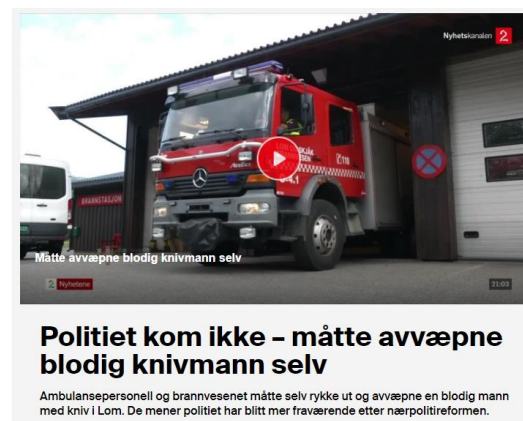 Nyhetskanalen 2
110
BRANNSTASJON
Måtte avvæpne blodig knivmann selv
2 Nyhetene
21:03
Politiet kom ikke – måtte avvæpne
blodig knivmann selv
Ambulansepersonell og brannvesenet måtte selv rykke ut og avvæpne en blodig mann
med kniv i Lom. De mener politiet har blitt mer fraværende etter nærpolitireformen.